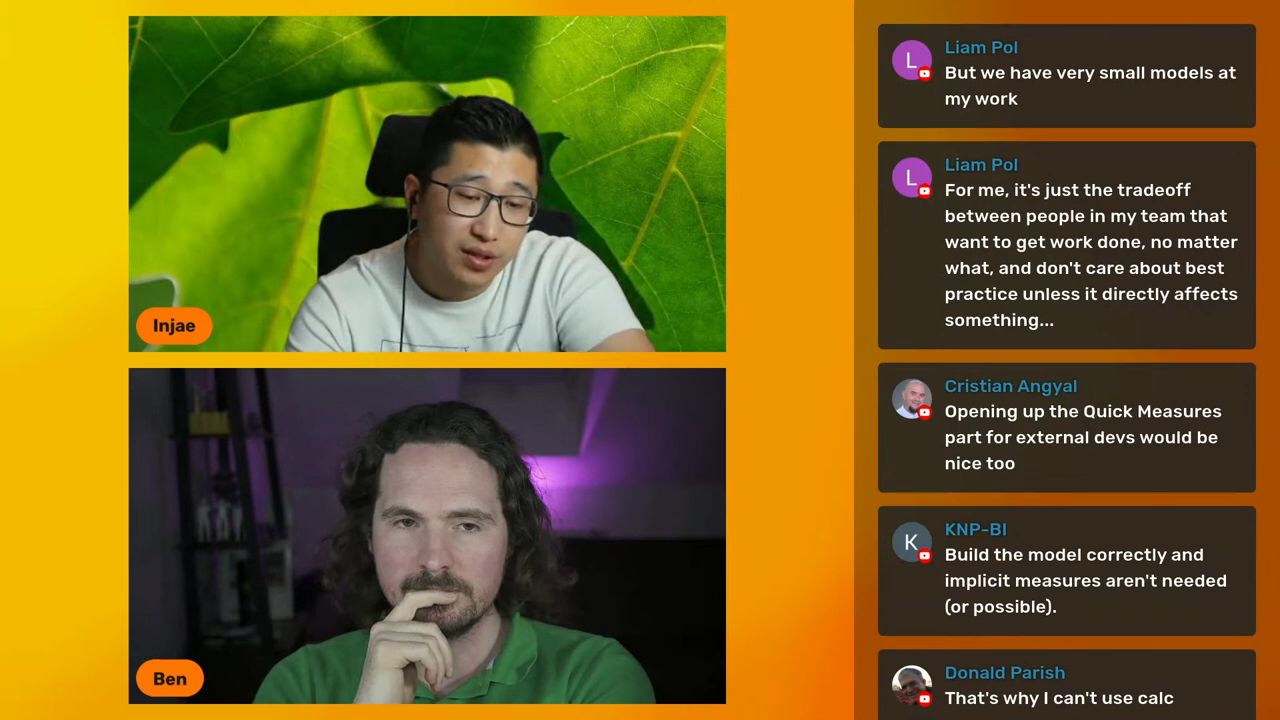 Injae
Ben
Liam Pol
But we have very small models at
my work
Liam Pol
For me, it's just the tradeoff
between people in my team that
want to get work done, no matter
what, and don't care about best
practice unless it directly affects
something...
Cristian Angyal
Opening up the Quick Measures
part for external devs would be
nice too
KNP-BI
Build the model correctly and
implicit measures aren't needed
(or possible).
Donald Parish
That's why I can't use calc